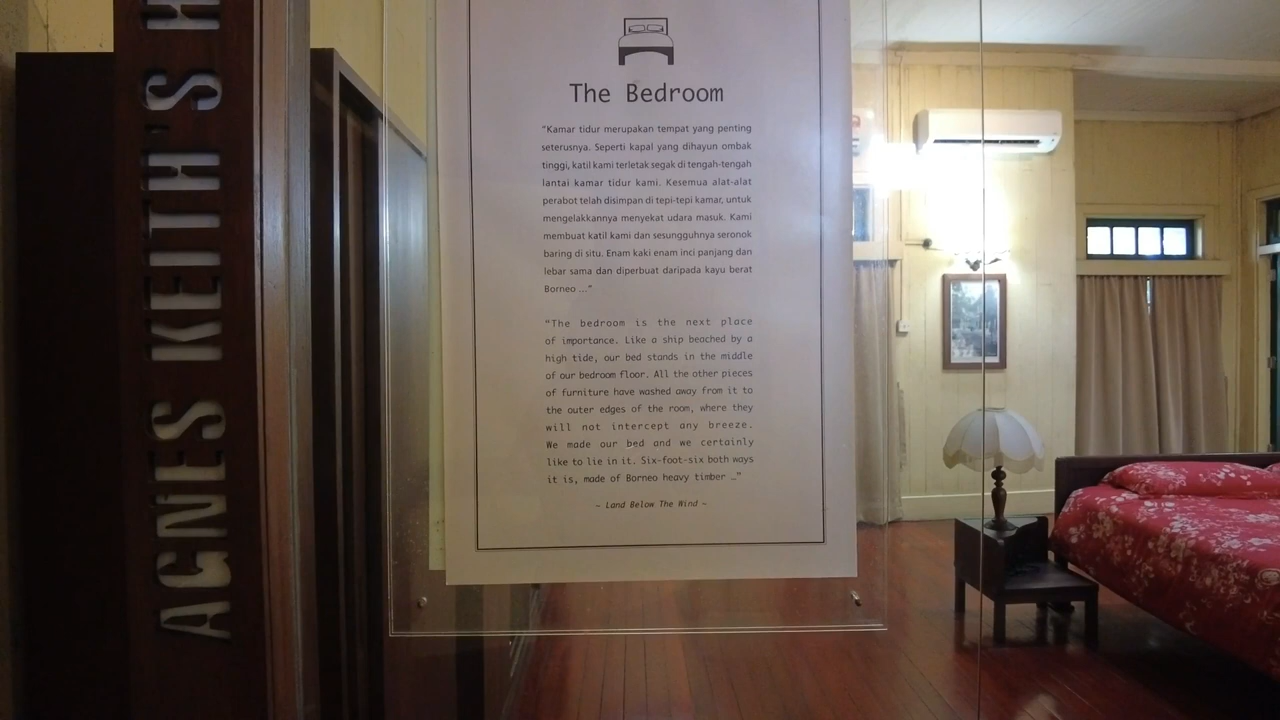 AGNES KEITH'S H
The Bedroom
"Kamar tidur merupakan tempat yang penting
seterusnya. Seperti kapal yang dihayun ombak
tinggi, katil kami terletak segak di tengah-tengah
lantai kamar tidur kami. Kesemua alat-alat
perabot telah disimpan di tepi-tepi kamar, untuk
mengelakkannya menyekat udara masuk. Kami
membuat katil kami dan sesungguhnya seronok
baring di situ. Enam kaki enam inci panjang dan
lebar sama dan diperbuat daripada kayu berat
Borneo ..."
"The bedroom is the next place
of importance. Like a ship beached by a
high tide, our bed stands in the middle
of our bedroom floor. All the other pieces
of furniture have washed away from it to
the outer edges of the room, where they
will not intercept any breeze.
We made our bed and we certainly
like to lie in it. Six-foot-six both ways
it is, made of Borneo heavy timber …"
~ Land Below The Wind ~